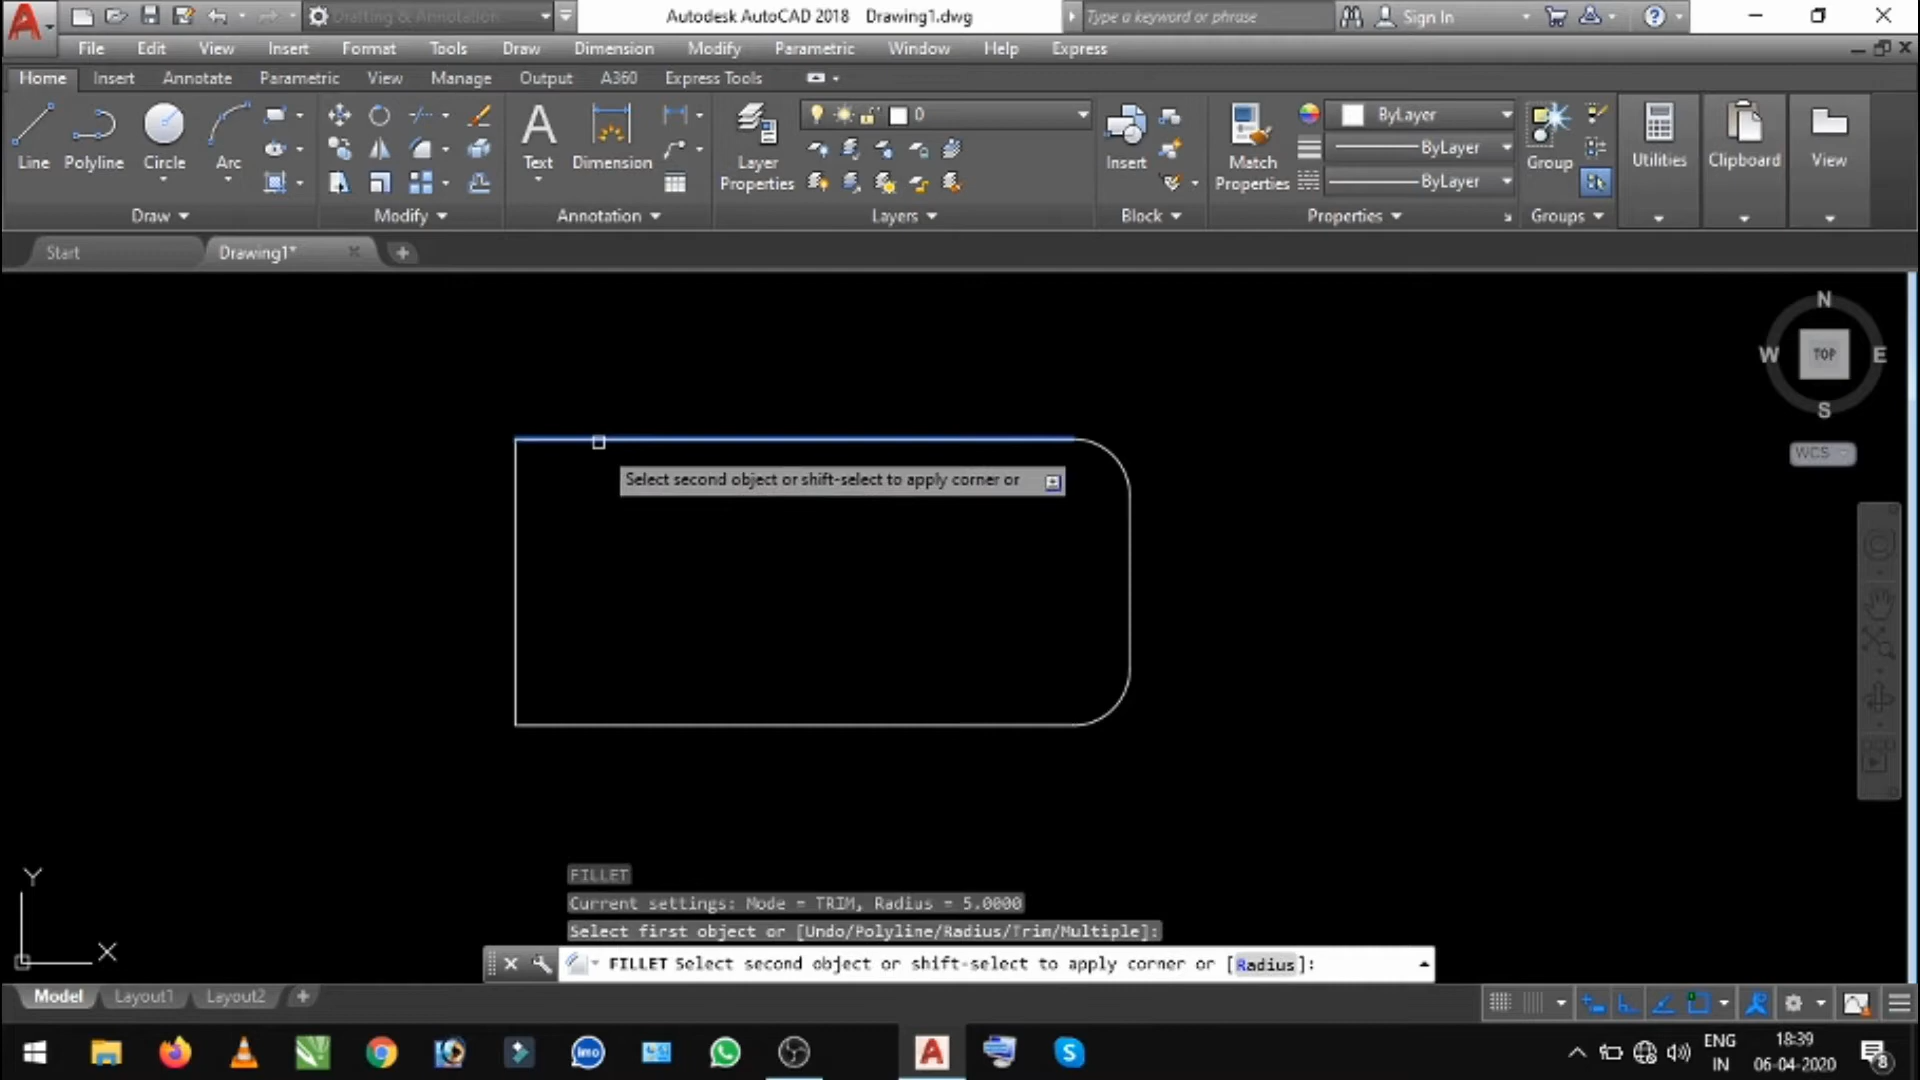 Drafting & Annotation
Autodesk AutoCAD 2018 Drawing1.dwg
Type a keyword or phrase
Sign In
File Edit View Insert Format Tools Draw Dimension Modify Parametric Window Help Express
Home Insert Annotate Parametric View Manage Output A360 Express Tools
0
ByLayer
ByLayer
ByLayer
Line Polyline Circle Arc
Text Dimension
Layer Properties
Insert
Match Properties
Group
Utilities
Clipboard
View
Draw Modify Annotation Layers Block Properties Groups
Start Drawing1*
N
W TOP E
S
WCS
Select second object or shift-select to apply corner or
Y
X
FILLET
Current settings: Mode = TRIM, Radius = 5.0000
Select first object or [Undo/Polyline/Radius/Trim/Multiple]:
FILLET Select second object or shift-select to apply corner or [Radius]:
Model Layout1 Layout2
imo
ENG
IN
18:39
06-04-2020
8